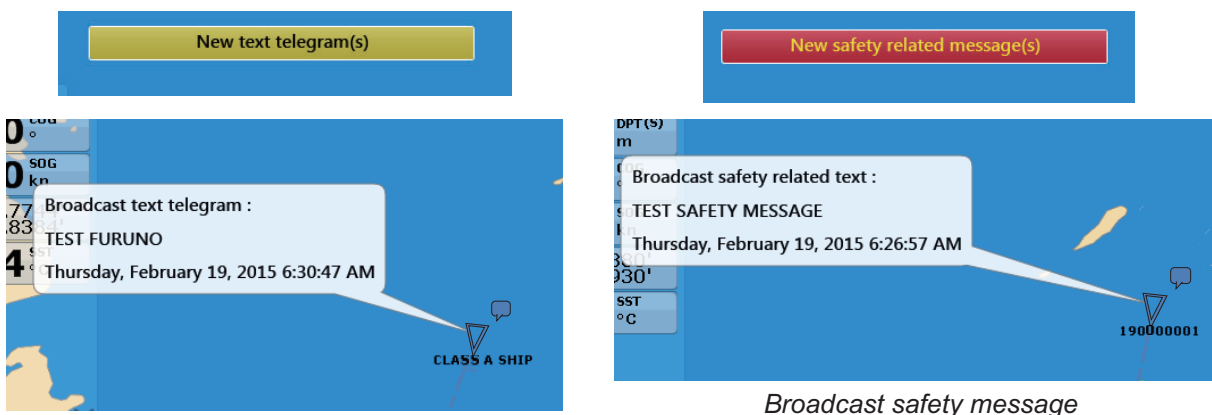 New text telegram(s)
New safety related message(s)
COG
°
SOG
kn
Broadcast text telegram :
TEST FURUNO
Thursday, February 19, 2015 6:30:47 AM
SST
CLASS A SHIP
DPT(S)
m
Broadcast safety related text :
TEST SAFETY MESSAGE
Thursday, February 19, 2015 6:26:57 AM
SST
°C
190000001
Broadcast safety message